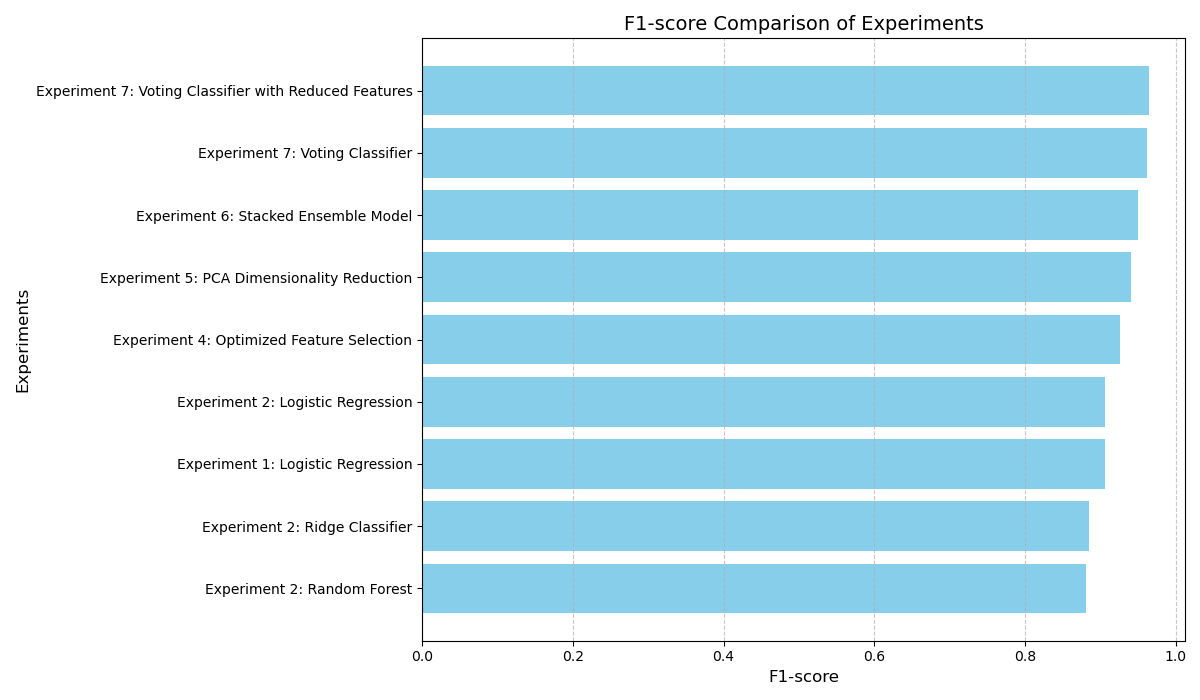 F1-score Comparison of Experiments
Experiment 7: Voting Classifier with Reduced Features
Experiment 7: Voting Classifier
Experiment 6: Stacked Ensemble Model
Experiment 5: PCA Dimensionality Reduction
Experiment 4: Optimized Feature Selection
Experiment 2: Logistic Regression
Experiment 1: Logistic Regression
Experiment 2: Ridge Classifier
Experiment 2: Random Forest
Experiments
0.0 0.2 0.4 0.6 0.8 1.0
F1-score